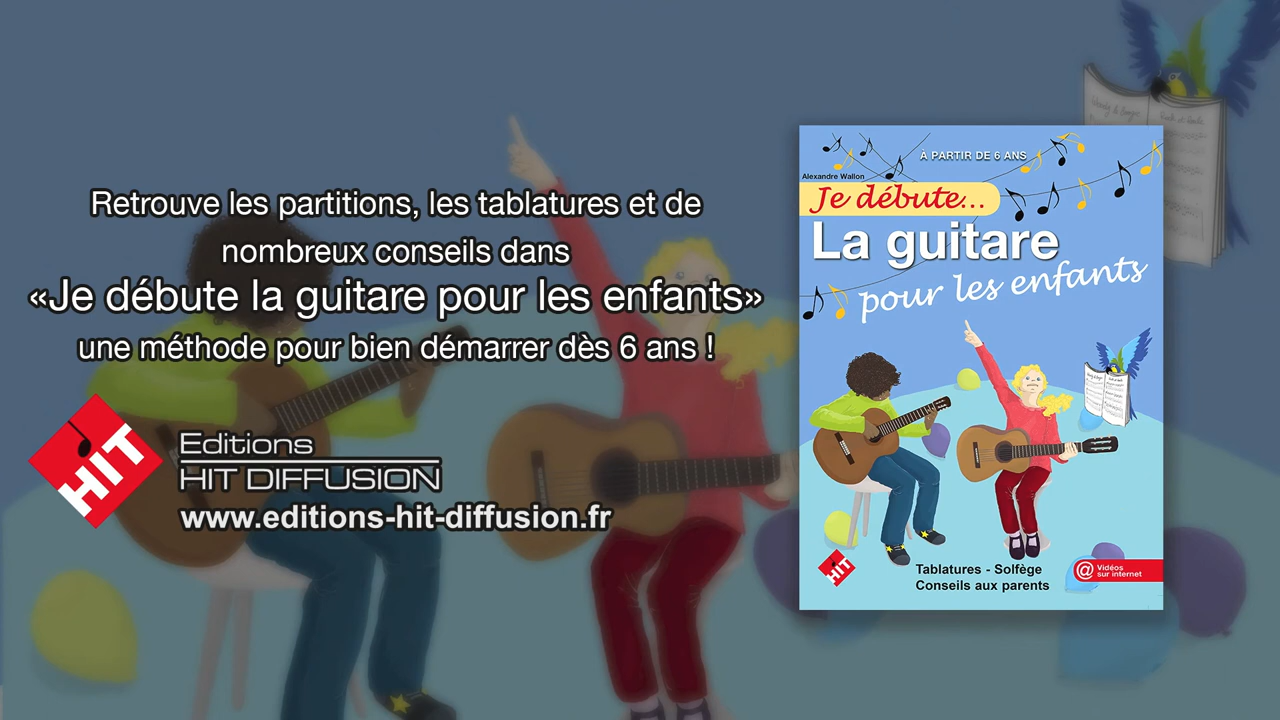 Retrouve les partitions, les tablatures et de
nombreux conseils dans
«Je débute la guitare pour les enfants»
une méthode pour bien démarrer dès 6 ans !
HIT
Editions
HIT DIFFUSION
www.editions-hit-diffusion.fr
À PARTIR DE 6 ANS
Alexandre Wallon
Je débute...
La guitare
pour les enfants
HIT
Tablatures - Solfège
Conseils aux parents
@ Vidéos
sur internet